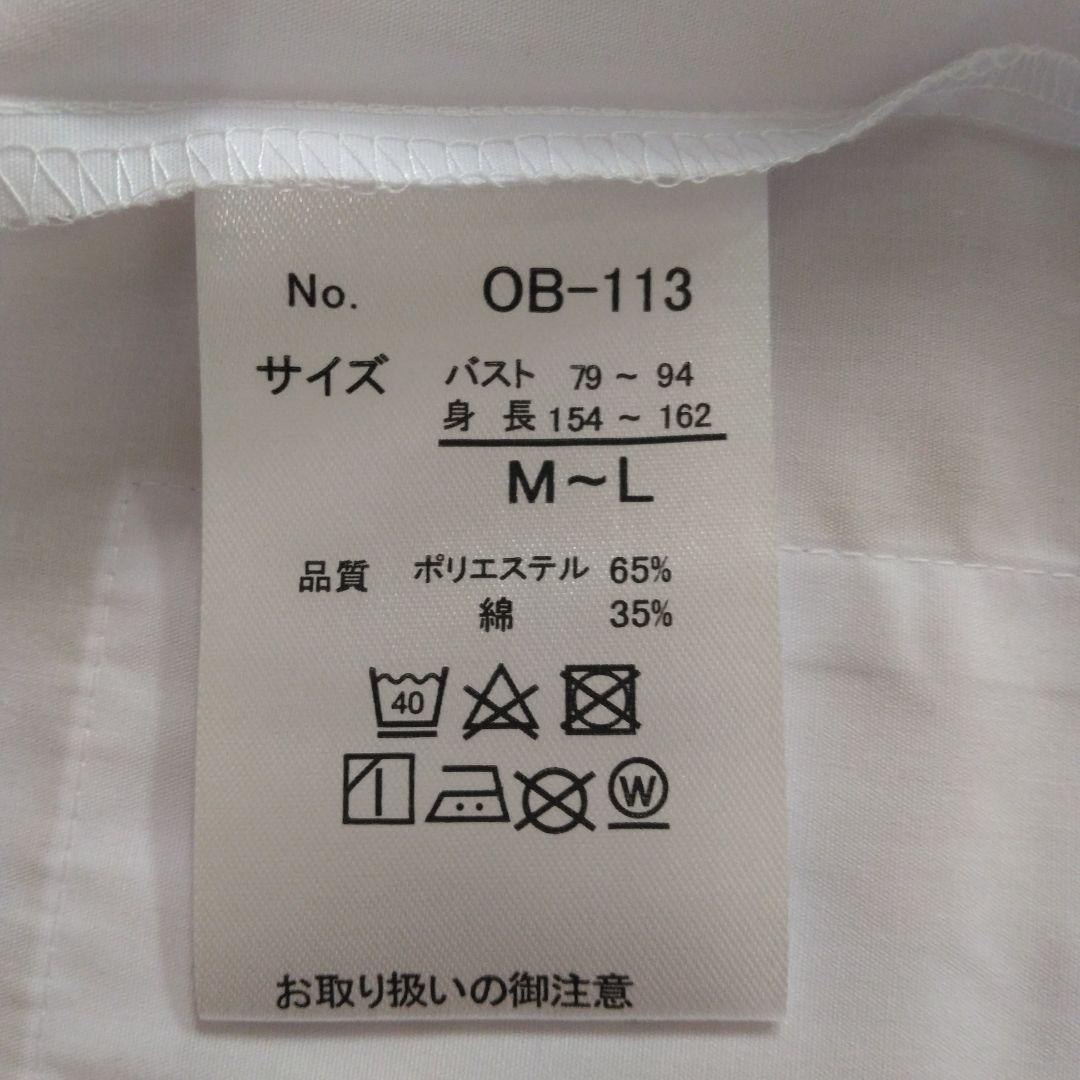 No. OB-113
サイズ バスト 79 ~ 94
身 長 154 ~ 162
M~L
品質 ポリエステル 65%
綿 35%
40
W
お取り扱いの御注意